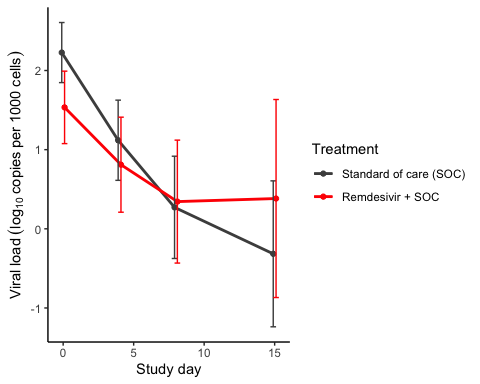 Viral load (log₁₀ copies per 1000 cells)
2
1
0
-1
0 5 10 15
Study day
Treatment
Standard of care (SOC)
Remdesivir + SOC